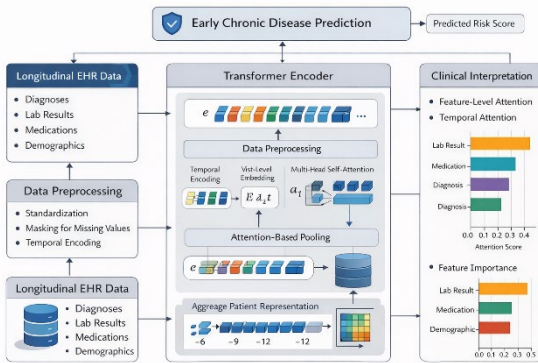 Early Chronic Disease Prediction
Predicted Risk Score
Longitudinal EHR Data
• Diagnoses
• Lab Results
• Medications
• Demographics
Data Preprocessing
• Standardization
• Masking for Missing Values
• Temporal Encoding
Longitudinal EHR Data
• Diagnoses
• Lab Results
• Medications
• Demographics
Transformer Encoder
e ...
Data Preprocessing
Temporal Encoding
Vict-Level Embedding
Multi-Head Self-Attention
E d_i t
a_t
Attention-Based Pooling
e
Aggreage Patient Representation
−6 −9 −12 −12
Clinical Interpretation
• Feature-Level Attention
• Temporal Attention
Lab Result
Medication
Diagnosis
Diagnosis
0.0 0.1 0.2 0.3 0.4
Attention Score
• Feature Importance
Lab Result
Medication
Demographic
0.0 0.1 0.2 0.3 0.4 0.5